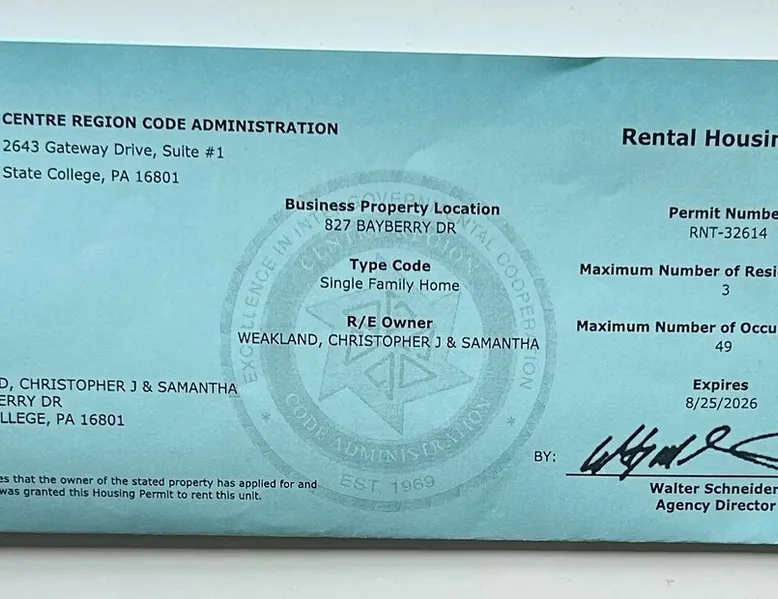 CENTRE REGION CODE ADMINISTRATION
2643 Gateway Drive, Suite #1
State College, PA 16801
Rental Housin
Business Property Location
827 BAYBERRY DR
Permit Numbe
RNT-32614
Type Code
Single Family Home
Maximum Number of Resi
3
R/E Owner
WEAKLAND, CHRISTOPHER J & SAMANTHA
Maximum Number of Occu
49
D, CHRISTOPHER J & SAMANTHA
ERRY DR
LLEGE, PA 16801
Expires
8/25/2026
BY:
Walter Schneider
Agency Director
es that the owner of the stated property has applied for and
was granted this Housing Permit to rent this unit.
EXCELLENCE IN INTERGOVERNMENTAL COOPERATION
CENTRE REGION
CODE ADMINISTRATION
EST. 1969